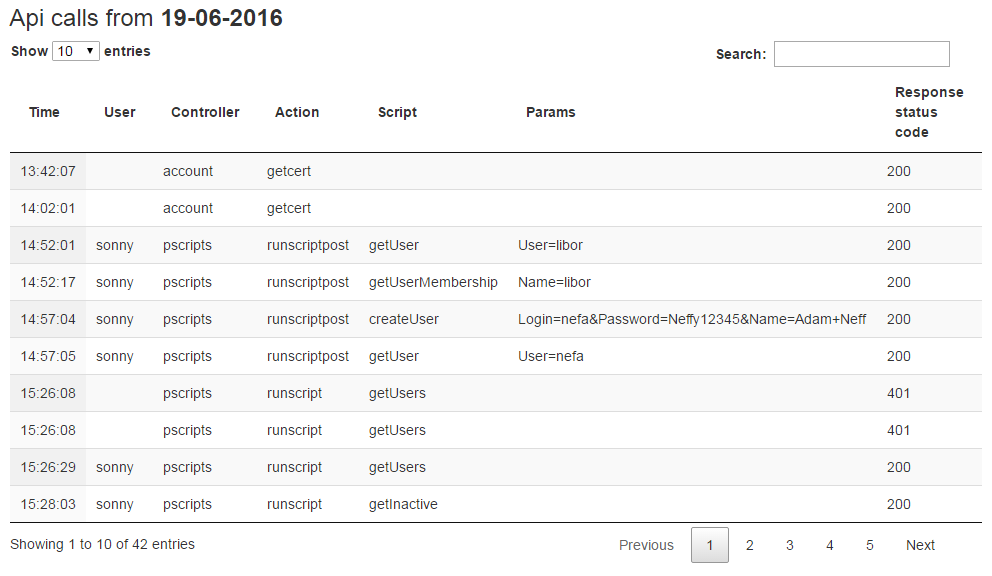 Api calls from 19-06-2016
Show 10 entries
Search:
Time User Controller Action Script Params Response status code
13:42:07 account getcert 200
14:02:01 account getcert 200
14:52:01 sonny pscripts runscriptpost getUser User=libor 200
14:52:17 sonny pscripts runscriptpost getUserMembership Name=libor 200
14:57:04 sonny pscripts runscriptpost createUser Login=nefa&Password=Neffy12345&Name=Adam+Neff 200
14:57:05 sonny pscripts runscriptpost getUser User=nefa 200
15:26:08 pscripts runscript getUsers 401
15:26:08 pscripts runscript getUsers 401
15:26:29 sonny pscripts runscript getUsers 200
15:28:03 sonny pscripts runscript getInactive 200
Showing 1 to 10 of 42 entries
Previous 1 2 3 4 5 Next